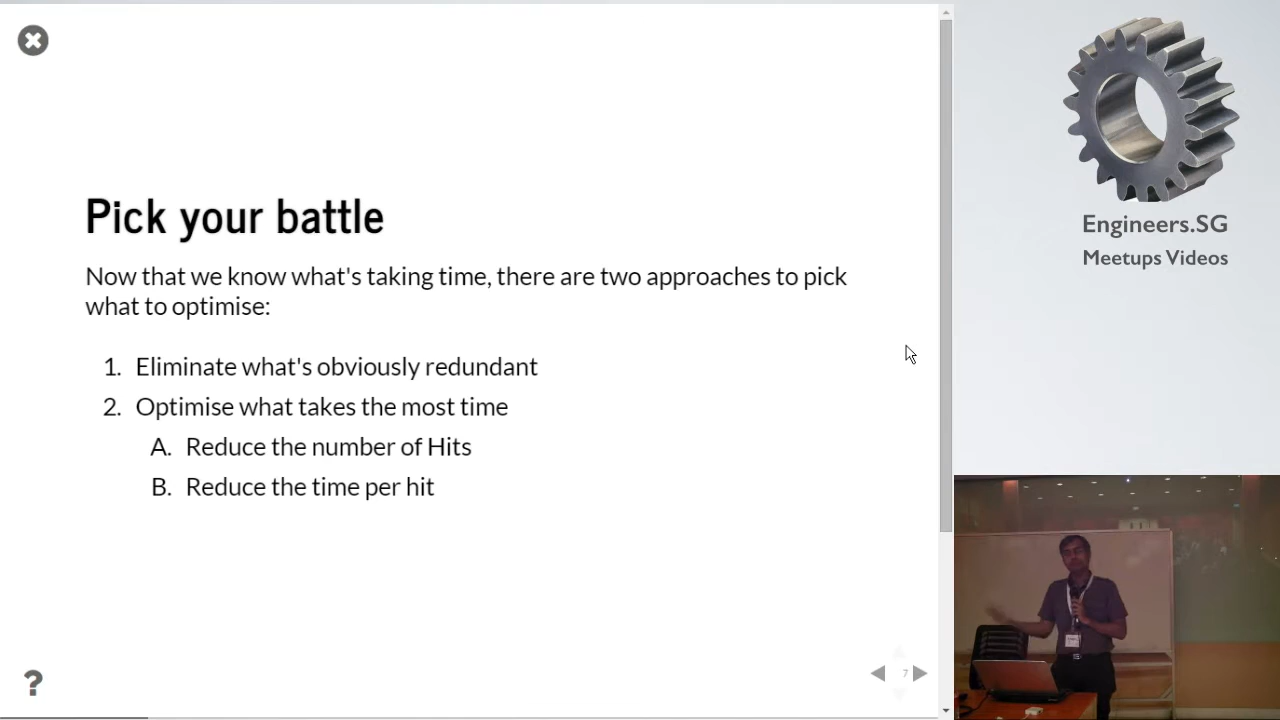 Pick your battle
Now that we know what's taking time, there are two approaches to pick
what to optimise:
1. Eliminate what's obviously redundant
2. Optimise what takes the most time
A. Reduce the number of Hits
B. Reduce the time per hit
?
7
Engineers.SG
Meetups Videos